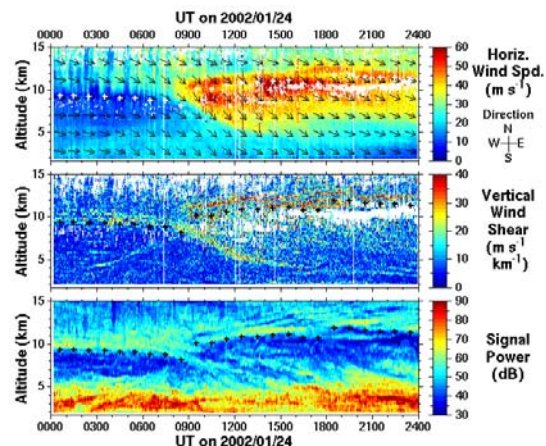 UT on 2002/01/24
0000 0300 0600 0900 1200 1500 1800 2100 2400
Altitude (km)
15
10
5
60
50
40
30
20
10
0
Horiz.
Wind Spd.
(m s⁻¹)
Direction
N
W E
S
Altitude (km)
15
10
5
40
30
20
10
0
Vertical
Wind
Shear
(m s⁻¹
km⁻¹)
Altitude (km)
15
10
5
90
80
70
60
50
40
30
Signal
Power
(dB)
0000 0300 0600 0900 1200 1500 1800 2100 2400
UT on 2002/01/24